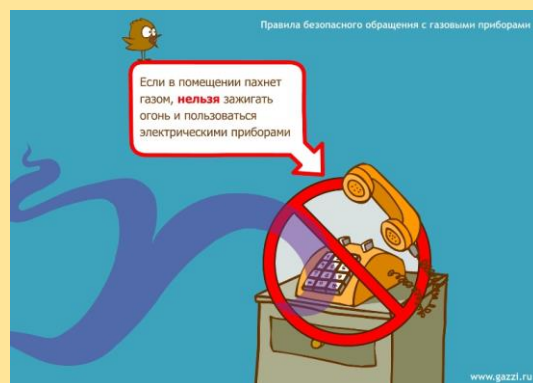 Правила безопасного обращения с газовыми приборами
Если в помещении пахнет
газом, нельзя зажигать
огонь и пользоваться
электрическими приборами
www.gazzi.ru